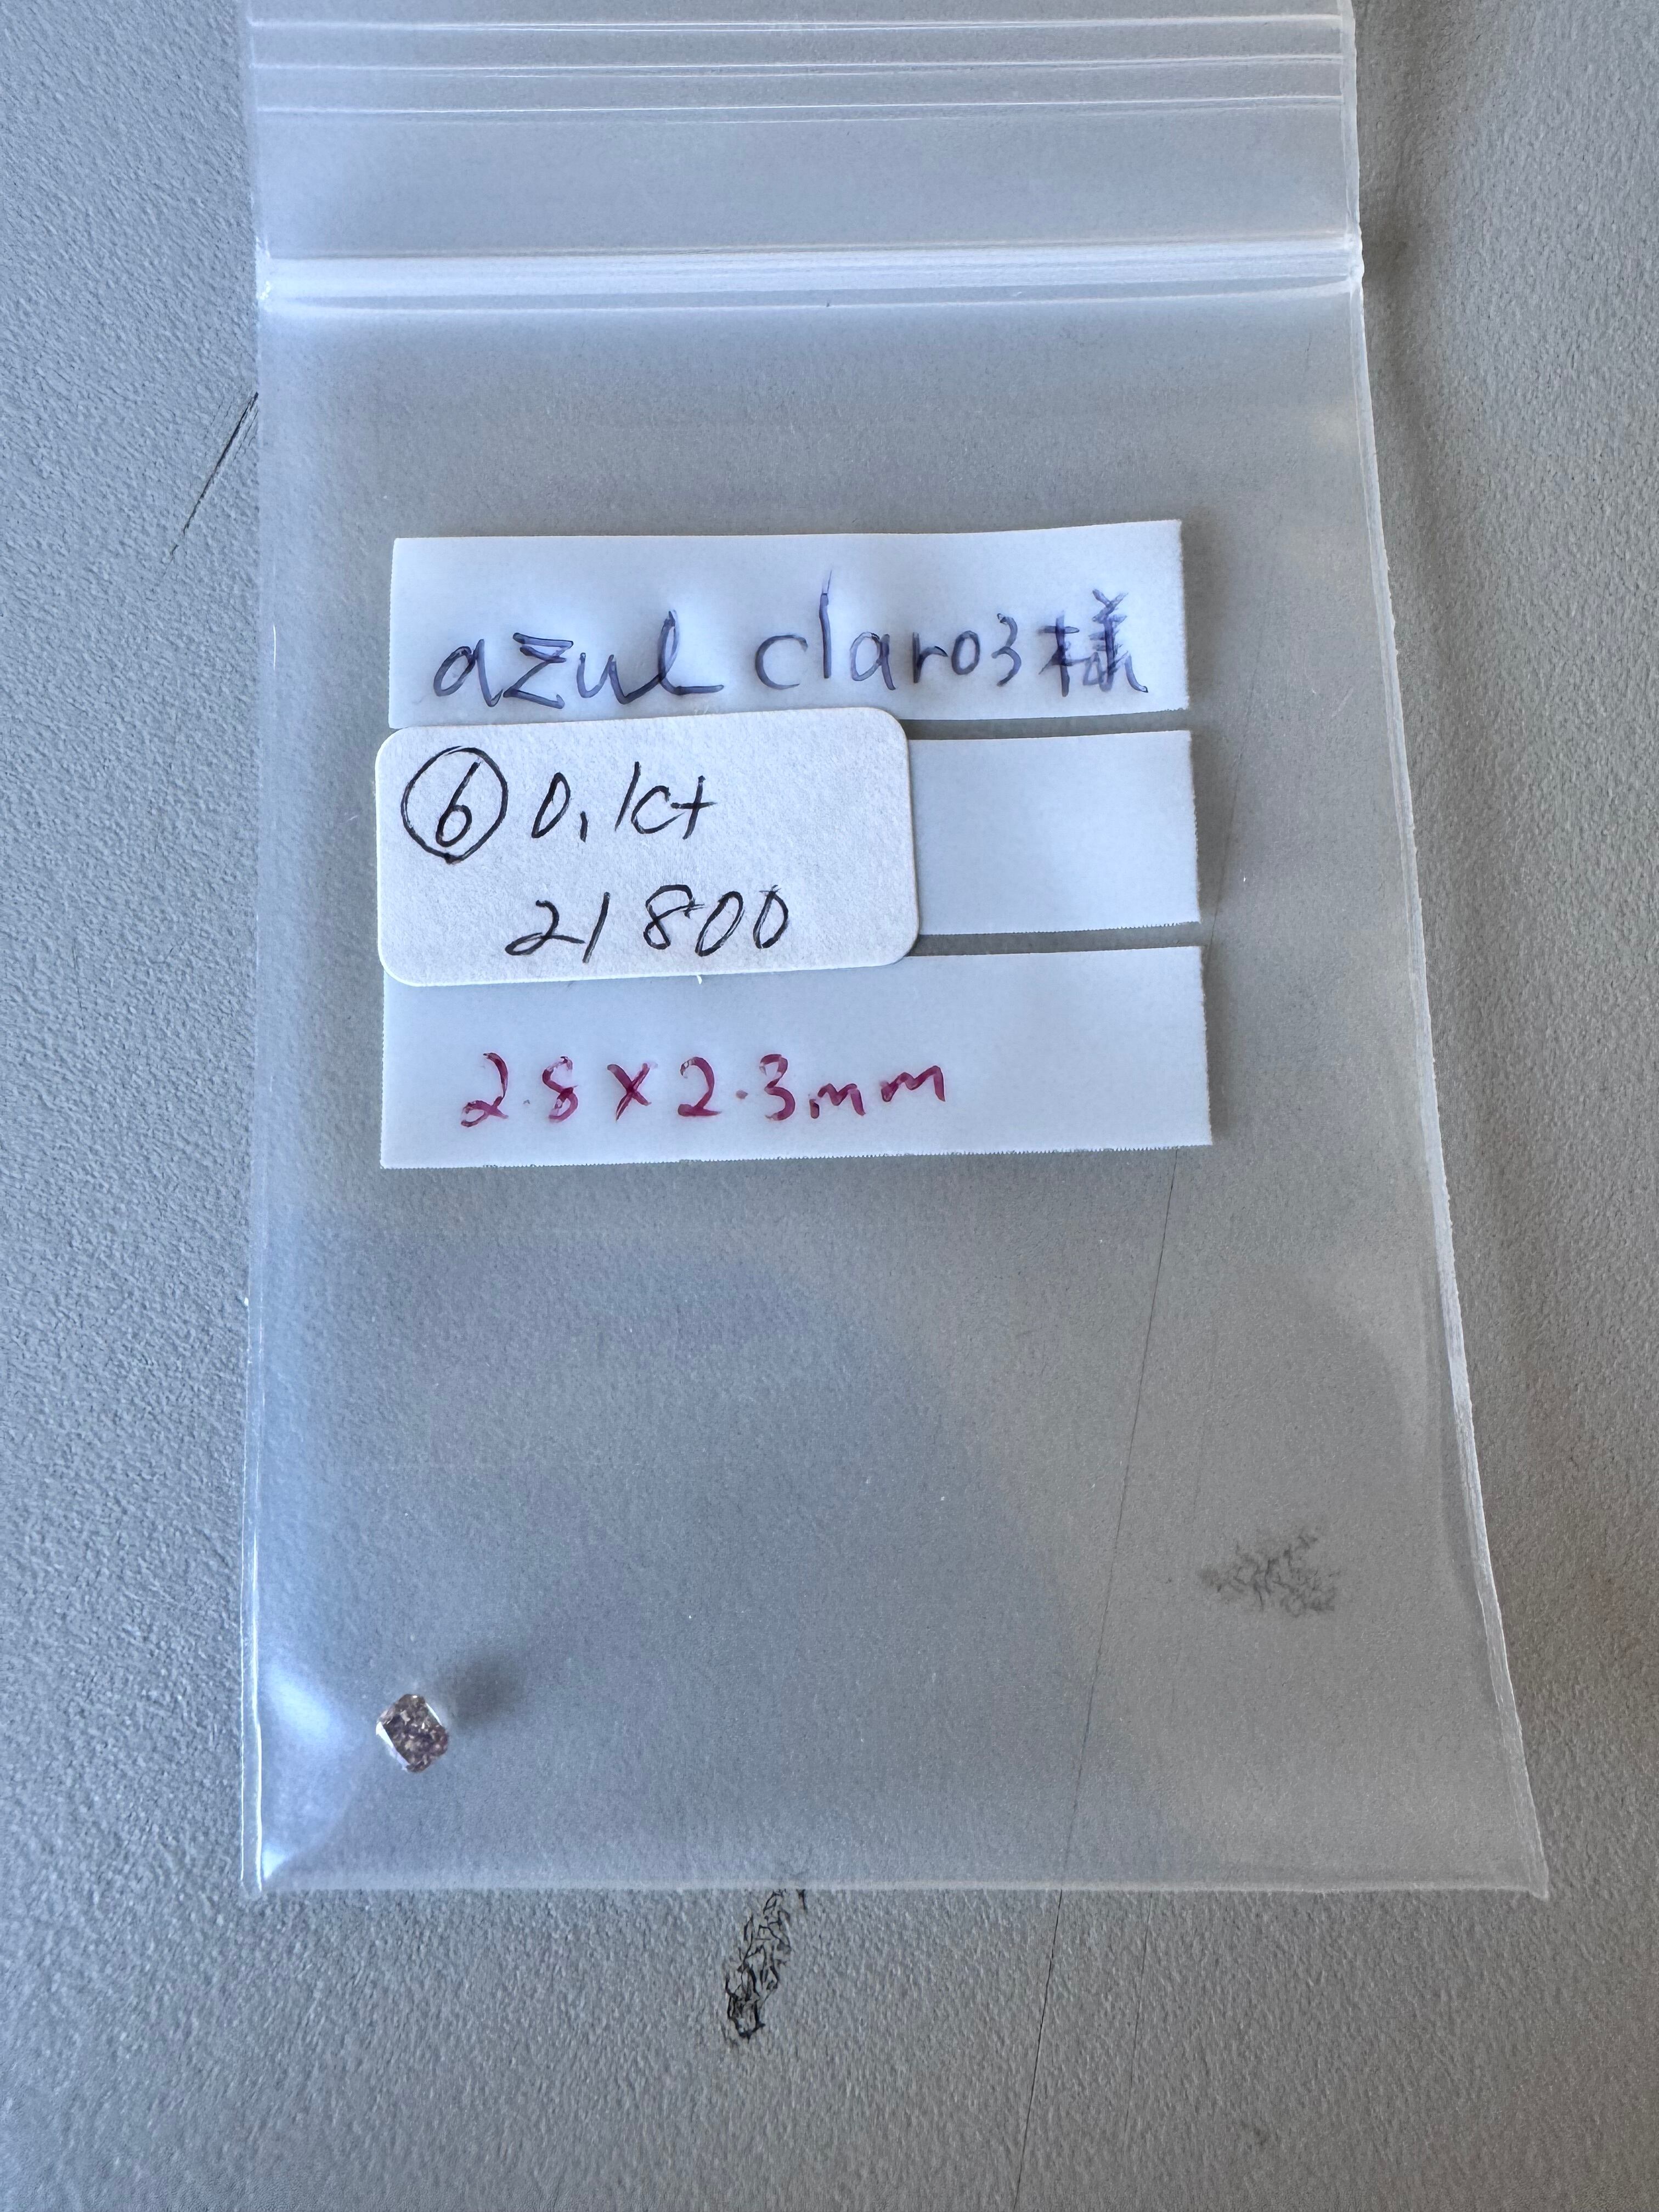 azul claro3様
⑥ 0.1ct
21800
2.8×2.3mm